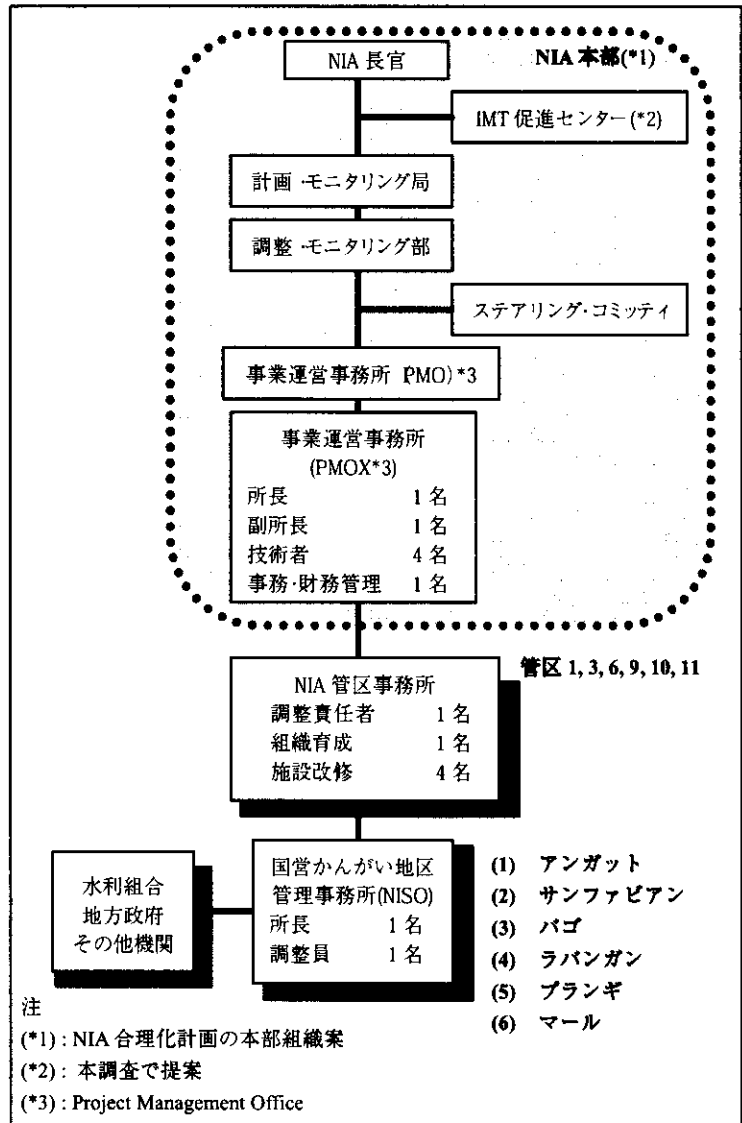 NIA 長官
NIA 本部(*1)
IMT 促進センター(*2)
計画・モニタリング局
調整・モニタリング部
ステアリング・コミッティ
事業運営事務所 (PMO)*3
事業運営事務所
(PMOX*3)
所長 1 名
副所長 1 名
技術者 4 名
事務・財務管理 1 名
管区 1, 3, 6, 9, 10, 11
NIA 管区事務所
調整責任者 1 名
組織育成 1 名
施設改修 4 名
水利組合
地方政府
その他機関
国営かんがい地区
管理事務所(NISO)
所長 1 名
調整員 1 名
(1) アンガット
(2) サンファビアン
(3) バゴ
(4) ラバンガン
(5) プランギ
(6) マール
注
(*1) : NIA 合理化計画の本部組織案
(*2) : 本調査で提案
(*3) : Project Management Office